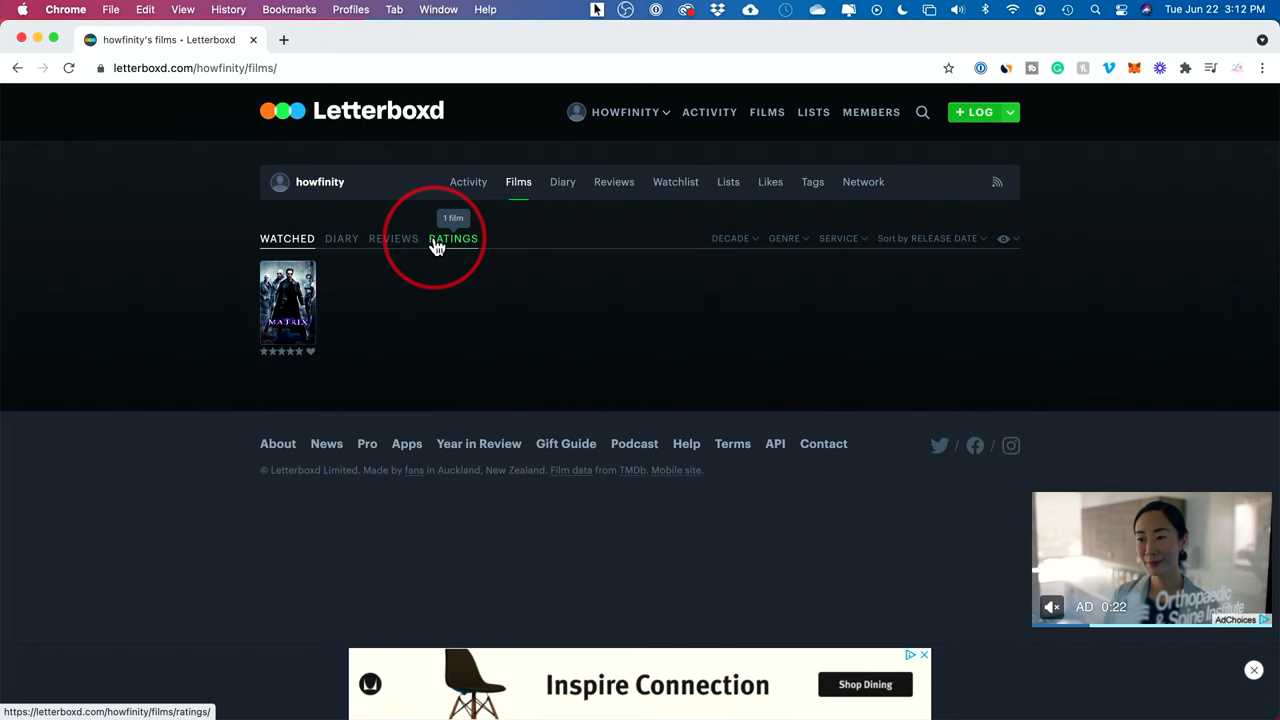 Chrome File Edit View History Bookmarks Profiles Tab Window Help Tue Jun 22 3:12 PM
howfinity's films • Letterboxd
letterboxd.com/howfinity/films/
Letterboxd HOWFINITY ACTIVITY FILMS LISTS MEMBERS + LOG
howfinity Activity Films Diary Reviews Watchlist Lists Likes Tags Network
1 film
WATCHED DIARY REVIEWS RATINGS DECADE GENRE SERVICE Sort by RELEASE DATE
MATRIX
About News Pro Apps Year in Review Gift Guide Podcast Help Terms API Contact
© Letterboxd Limited. Made by fans in Auckland, New Zealand. Film data from TMDb. Mobile site.
AD 0:22
Orthopaedic
& Spine Institute
AdChoices
Inspire Connection Shop Dining
https://letterboxd.com/howfinity/films/ratings/